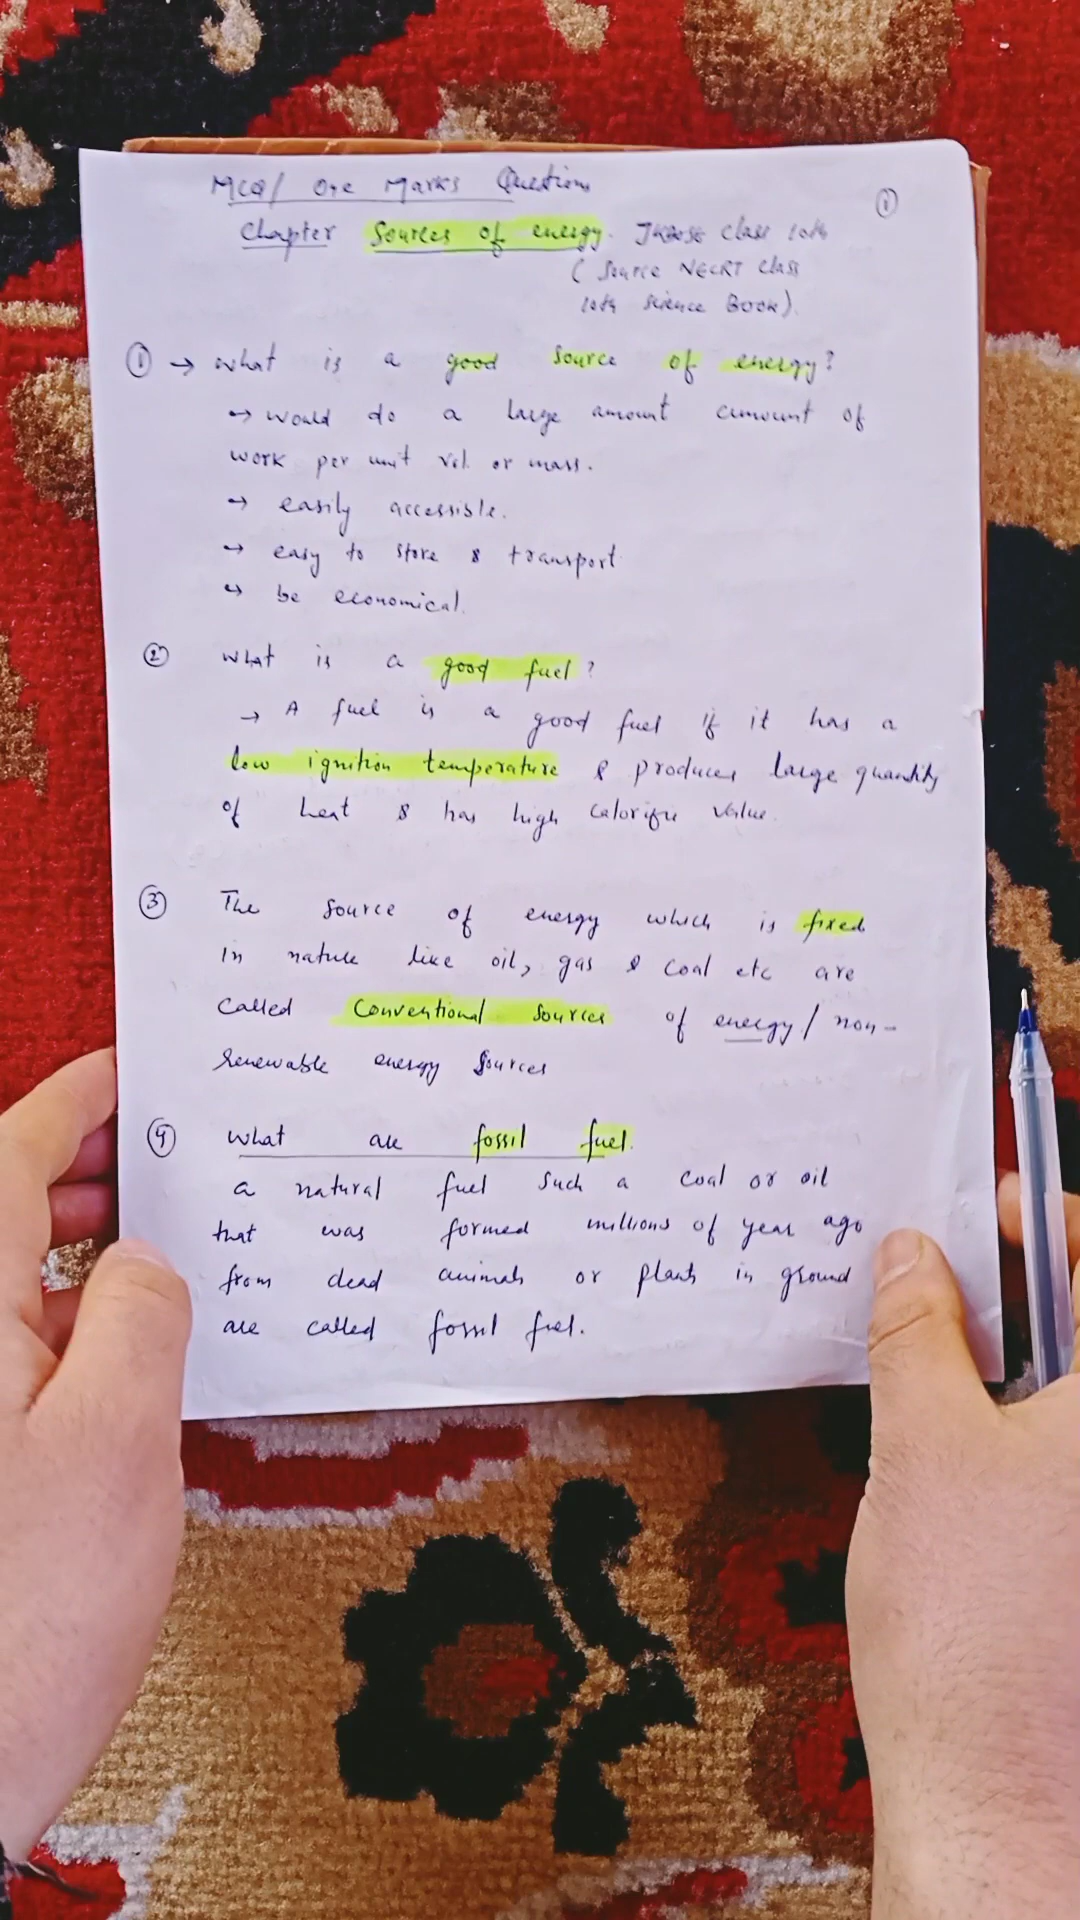 MCQ/ One Marks Questions
①
Chapter Sources of energy. JKBOSE Class 10th
( Source NECRT Class
10th Science Book).
① → what is a good source of energy?
→ would do a large amount amount of
work per unit vol. or mass.
→ easily accessible.
→ easy to store & transport
→ be economical.
② what is a good fuel?
→ A fuel is a good fuel if it has a
low ignition temperature & produces large quantity
of heat & has high calorific value.
③ The source of energy which is fixed
in nature like oil, gas & coal etc are
called Conventional Sources of energy / non-
renewable energy sources
④ what are fossil fuel.
a natural fuel such a coal or oil
that was formed millions of year ago
from dead animals or plants in ground
are called fossil fuel.